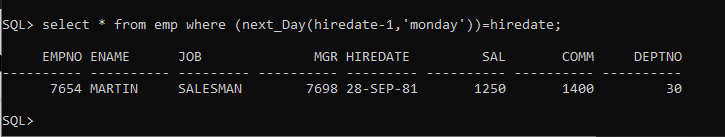 SQL> select * from emp where (next_Day(hiredate-1,'monday'))=hiredate;
EMPNO ENAME      JOB              MGR HIREDATE         SAL       COMM     DEPTNO
---------- ---------- --------- ---------- --------- ---------- ---------- ----------
7654 MARTIN     SALESMAN        7698 28-SEP-81       1250       1400         30
SQL>